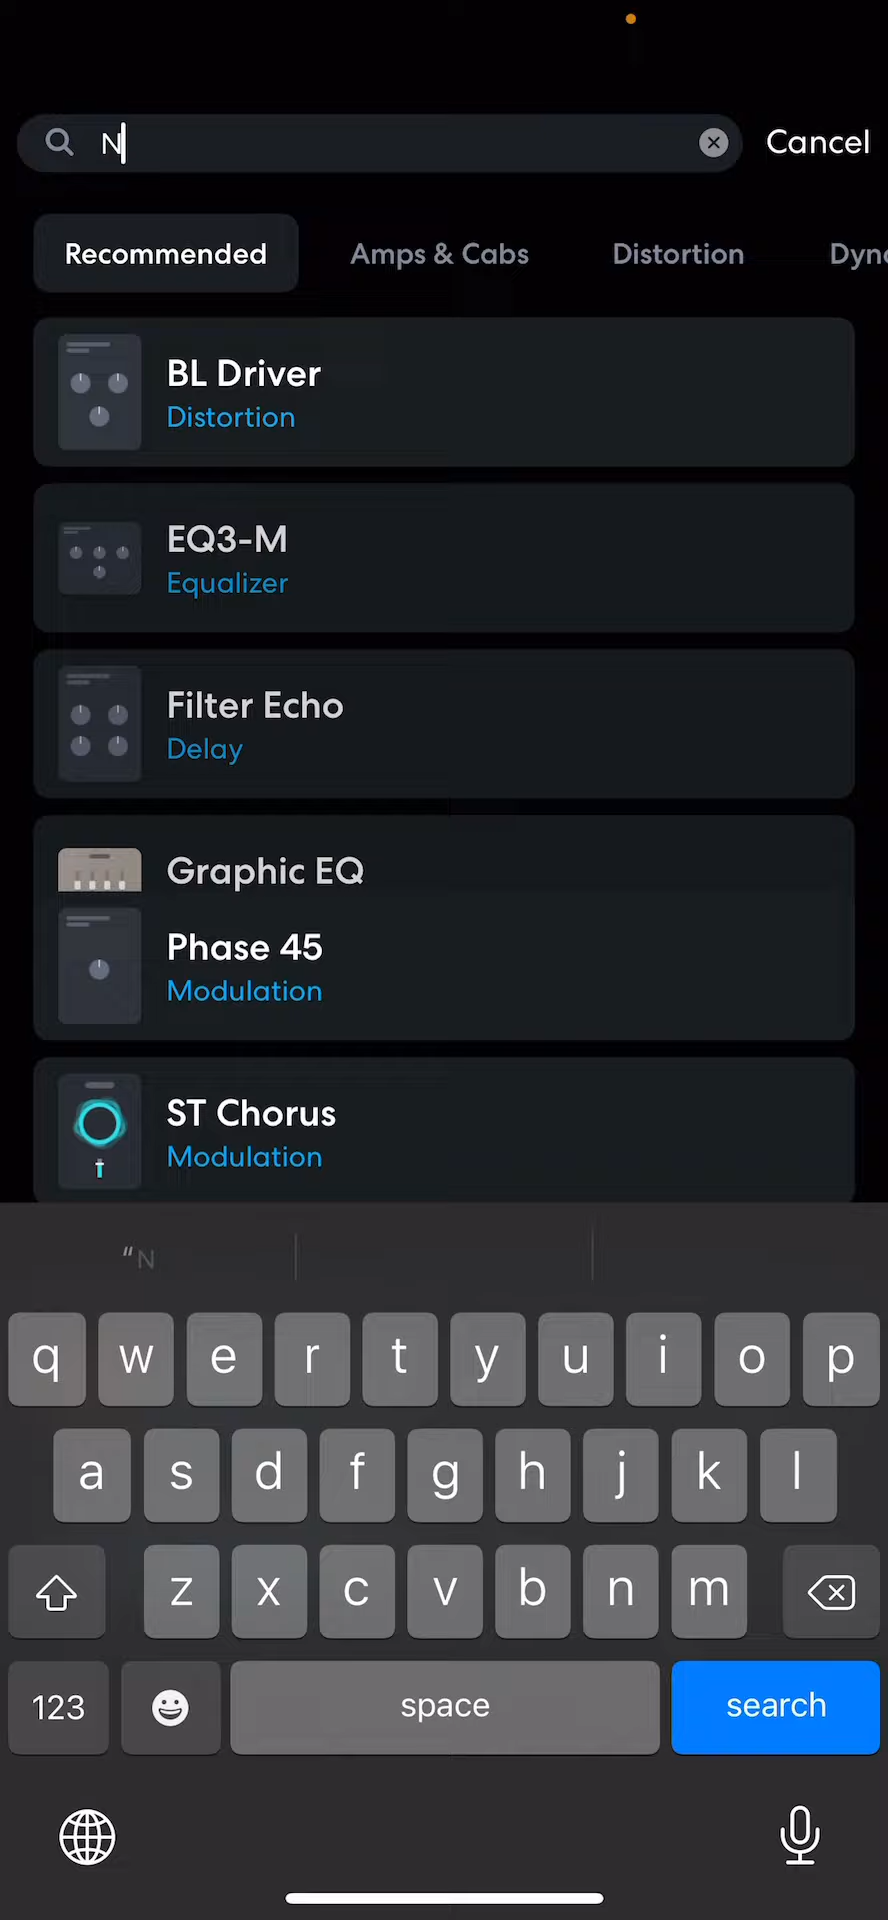 N
Cancel
Recommended
Amps & Cabs
Distortion
Dyn
BL Driver
Distortion
EQ3-M
Equalizer
Filter Echo
Delay
Graphic EQ
Phase 45
Modulation
ST Chorus
Modulation
“N
q w e r t y u i o p
a s d f g h j k l
z x c v b n m
123
space
search